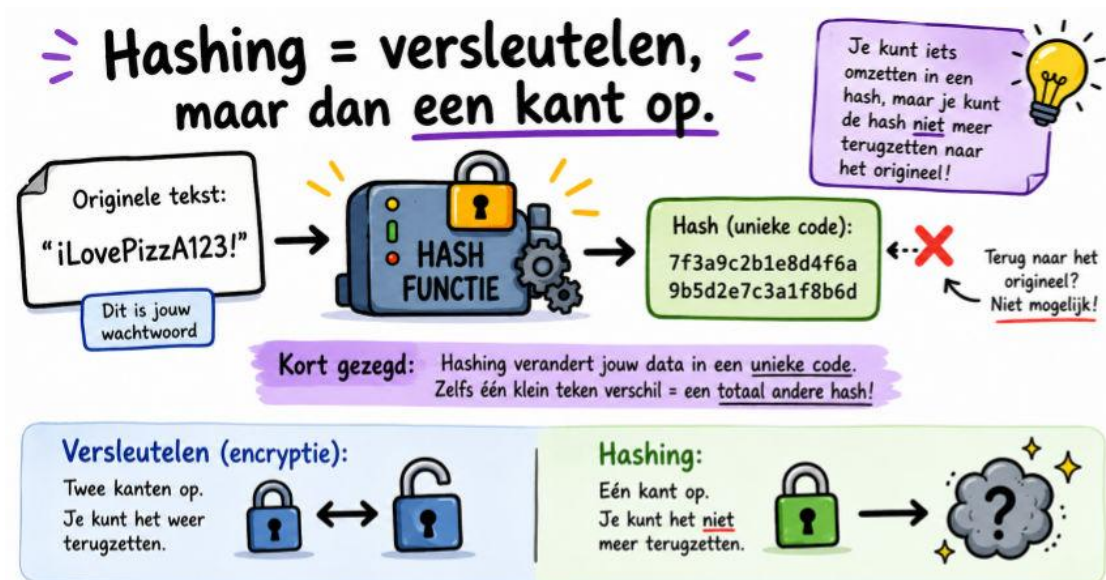 Hashing = versleutelen,
maar dan een kant op.
Je kunt iets
omzetten in een
hash, maar je kunt
de hash niet meer
terugzetten naar
het origineel!
Originele tekst:
"iLovePizzA123!"
Dit is jouw
wachtwoord
HASH
FUNCTIE
Hash (unieke code):
7f3a9c2b1e8d4f6a
9b5d2e7c3a1f8b6d
Terug naar het
origineel?
Niet mogelijk!
Kort gezegd: Hashing verandert jouw data in een unieke code.
Zelfs één klein teken verschil = een totaal andere hash!
Versleutelen (encryptie):
Twee kanten op.
Je kunt het weer
terugzetten.
Hashing:
Eén kant op.
Je kunt het niet
meer terugzetten.
?